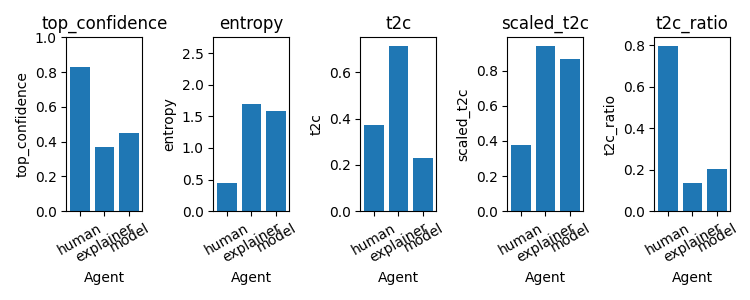 top_confidence
entropy
t2c
scaled_t2c
t2c_ratio
top_confidence
1.0
0.8
0.6
0.4
0.2
0.0
human
explainer
model
Agent
entropy
2.5
2.0
1.5
1.0
0.5
0.0
human
explainer
model
Agent
t2c
0.6
0.4
0.2
0.0
human
explainer
model
Agent
scaled_t2c
0.8
0.6
0.4
0.2
0.0
human
explainer
model
Agent
t2c_ratio
0.8
0.6
0.4
0.2
0.0
human
explainer
model
Agent